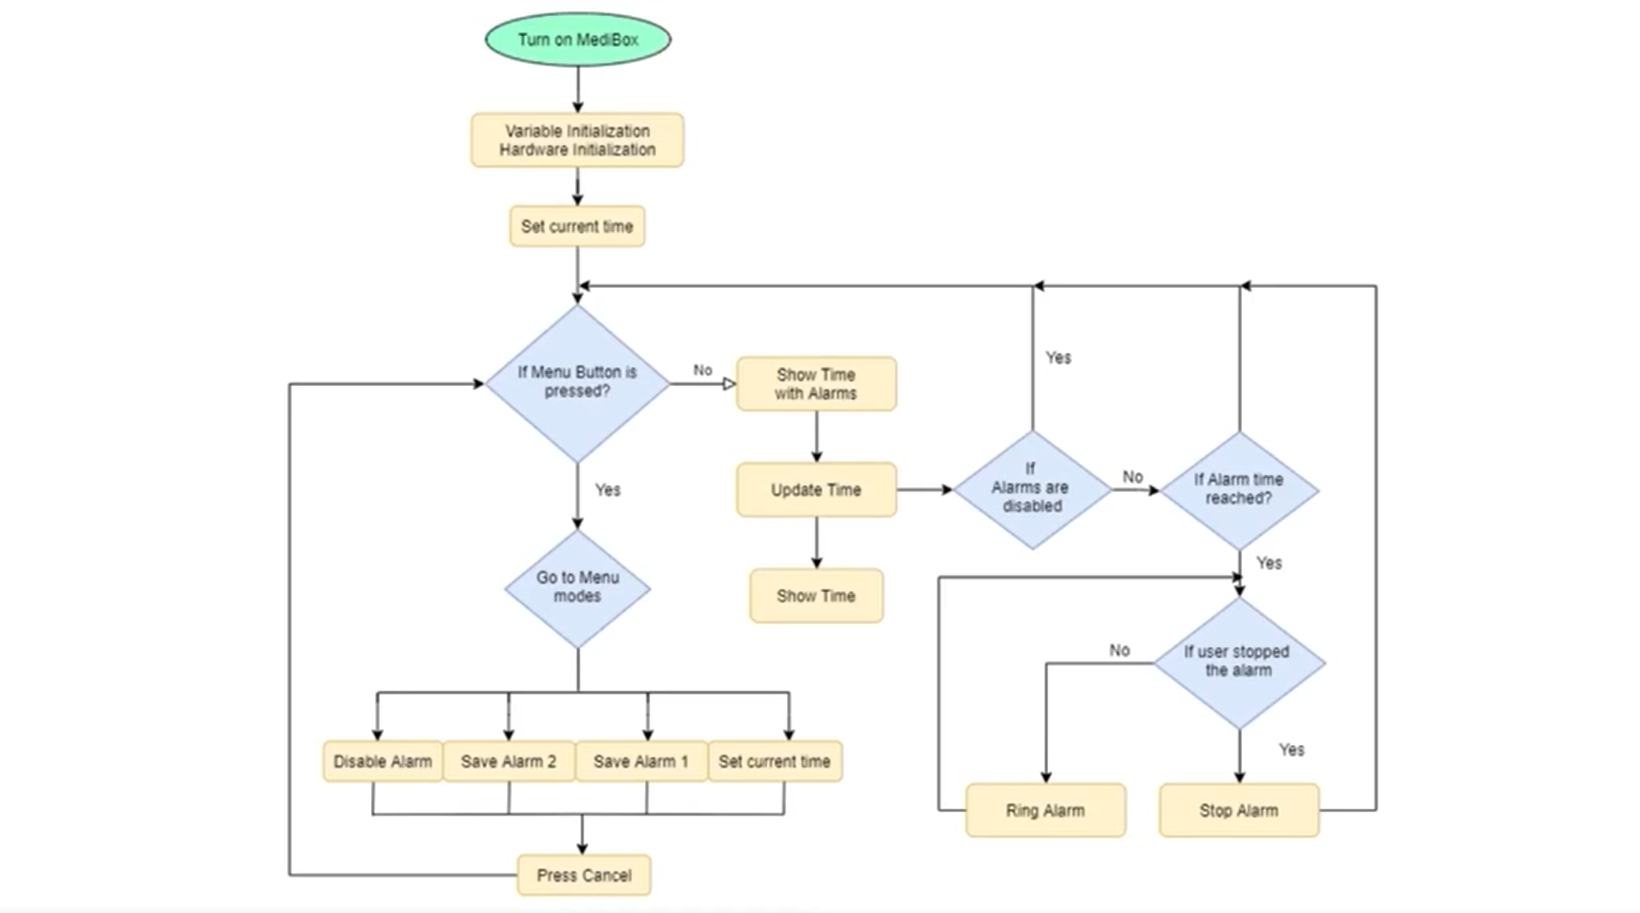 Turn on MediBox
Variable Initialization
Hardware Initialization
Set current time
If Menu Button is
pressed?
No
Show Time
with Alarms
Yes
Update Time
If
Alarms are
disabled
Yes
No
If Alarm time
reached?
Yes
Show Time
Go to Menu
modes
If user stopped
the alarm
No
Yes
Disable Alarm
Save Alarm 2
Save Alarm 1
Set current time
Ring Alarm
Stop Alarm
Press Cancel